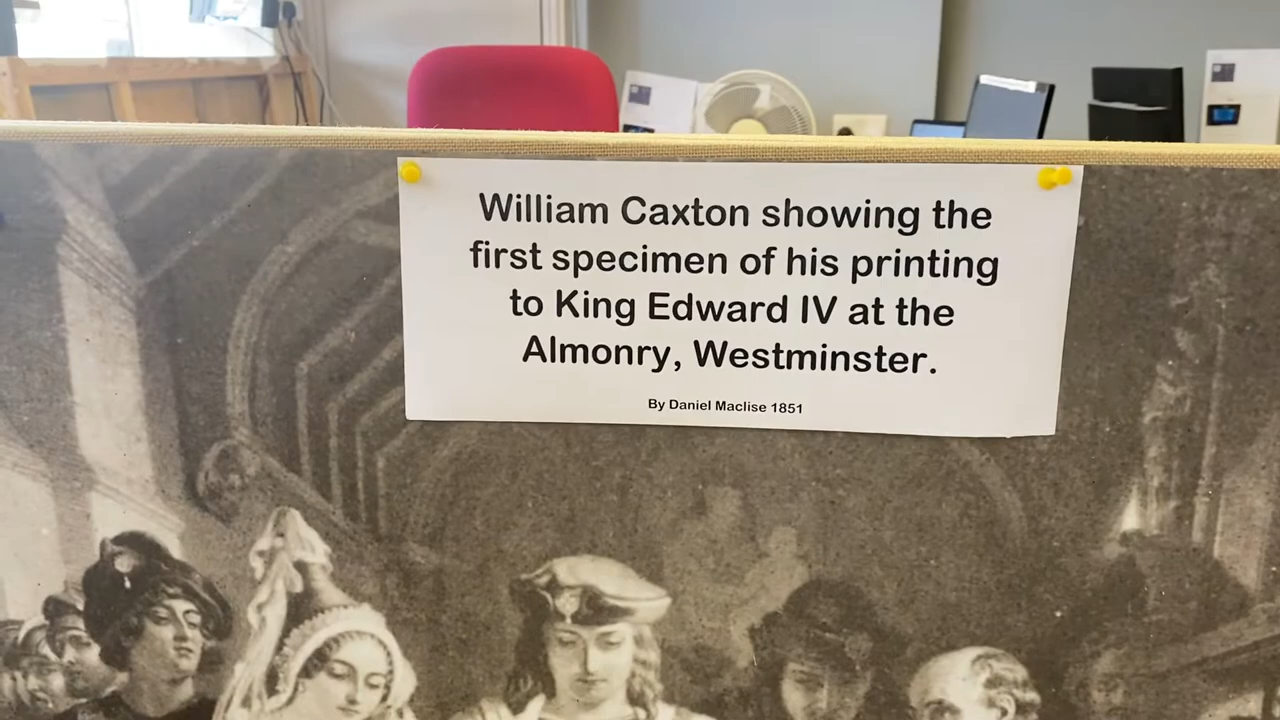 William Caxton showing the
first specimen of his printing
to King Edward IV at the
Almonry, Westminster.
By Daniel Maclise 1851